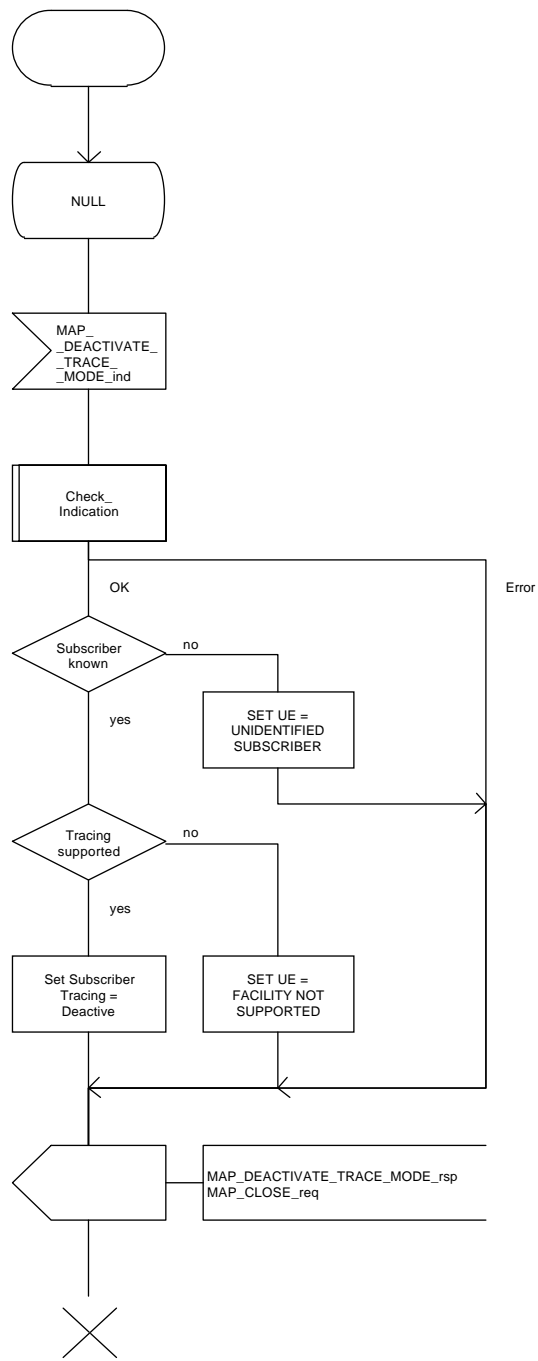 NULL
MAP_
_DEACTIVATE_
_TRACE_
_MODE_ind
Check_
Indication
OK
Error
Subscriber
known
no
yes
SET UE =
UNIDENTIFIED
SUBSCRIBER
Tracing
supported
no
yes
Set Subscriber
Tracing =
Deactive
SET UE =
FACILITY NOT
SUPPORTED
MAP_DEACTIVATE_TRACE_MODE_rsp
MAP_CLOSE_req